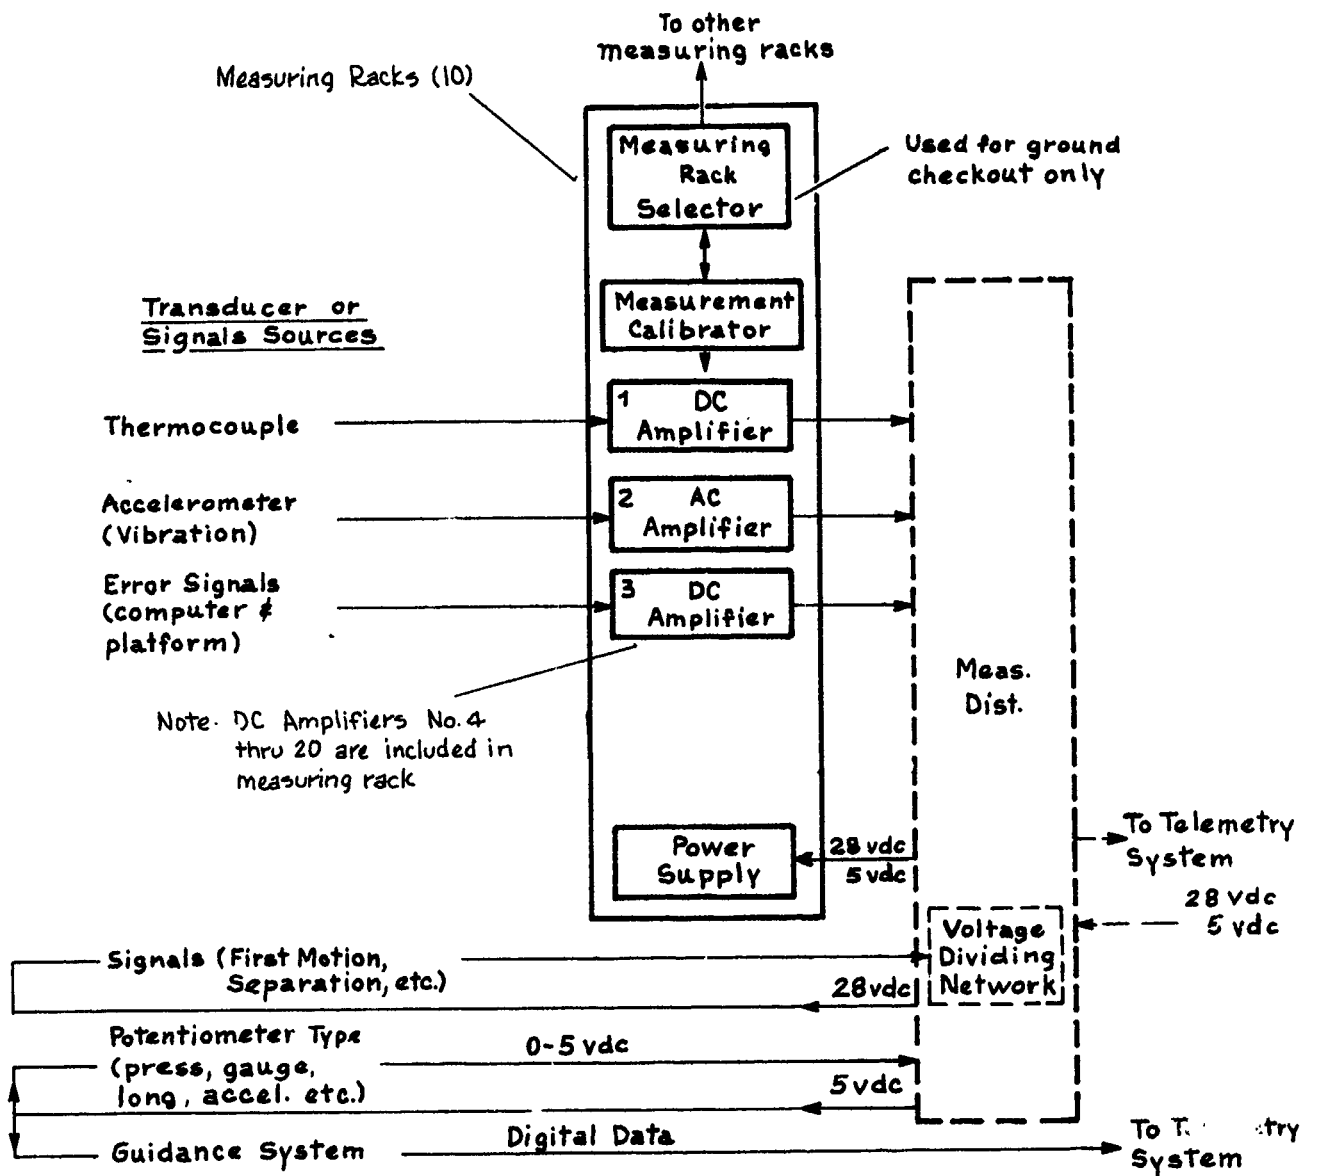 To other
measuring racks
Measuring Racks (10)
Measuring
Rack
Selector
Used for ground
checkout only
Measurement
Calibrator
Transducer or
Signals Sources
Thermocouple
1 DC
Amplifier
Accelerometer
(Vibration)
2 AC
Amplifier
Error Signals
(computer &
platform)
3 DC
Amplifier
Meas.
Dist.
Note- DC Amplifiers No. 4
thru 20 are included in
measuring rack
Power
Supply
28 vdc
5 vdc
To Telemetry
System
28 vdc
5 vdc
Voltage
Dividing
Network
Signals (First Motion,
Separation, etc.)
28vdc
Potentiometer Type
(press, gauge,
long, accel. etc.)
0-5 vdc
5vdc
Guidance System
Digital Data
To
System